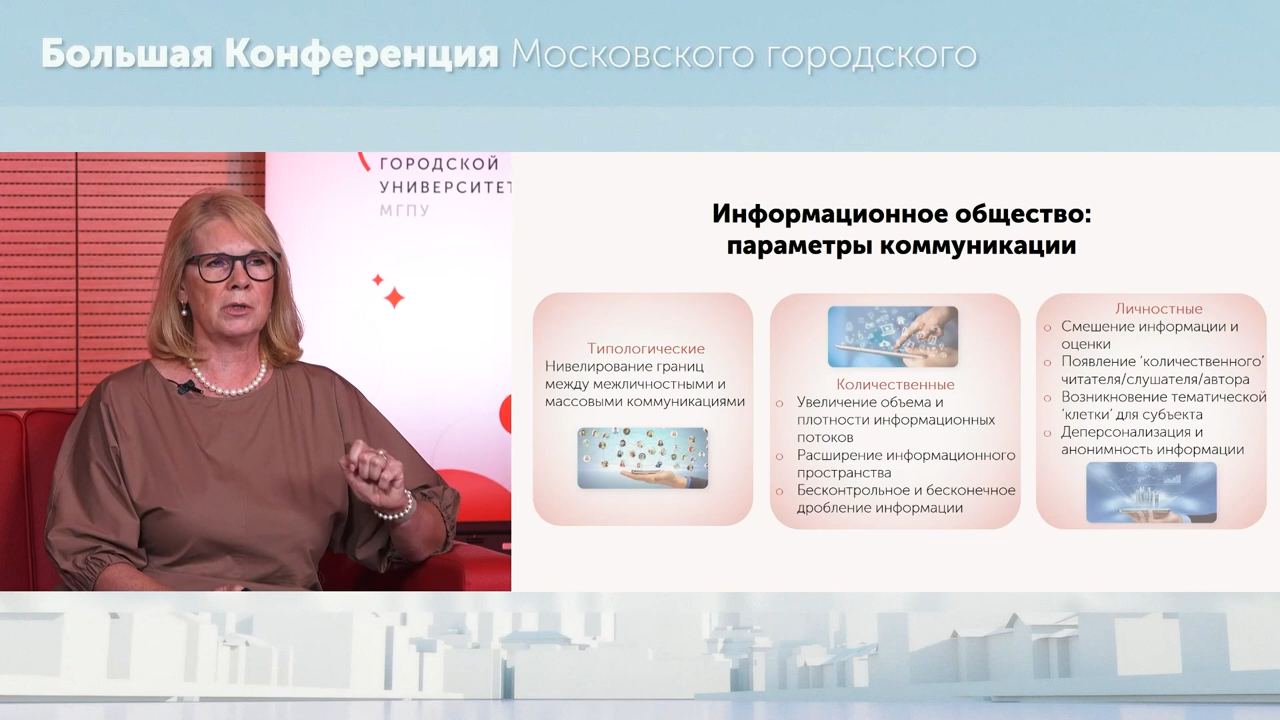 Большая Конференция Московского городского
ГОРОДСКОЙ
УНИВЕРСИТЕТ
МГПУ
Информационное общество:
параметры коммуникации
Типологические
Нивелирование границ
между межличностными и
массовыми коммуникациями
Количественные
Увеличение объема и
плотности информационных
потоков
Расширение информационного
пространства
Бесконтрольное и бесконечное
дробление информации
Личностные
Смешение информации и
оценки
Появление ‘количественного’
читателя/слушателя/автора
Возникновение тематической
‘клетки’ для субъекта
Деперсонализация и
анонимность информации